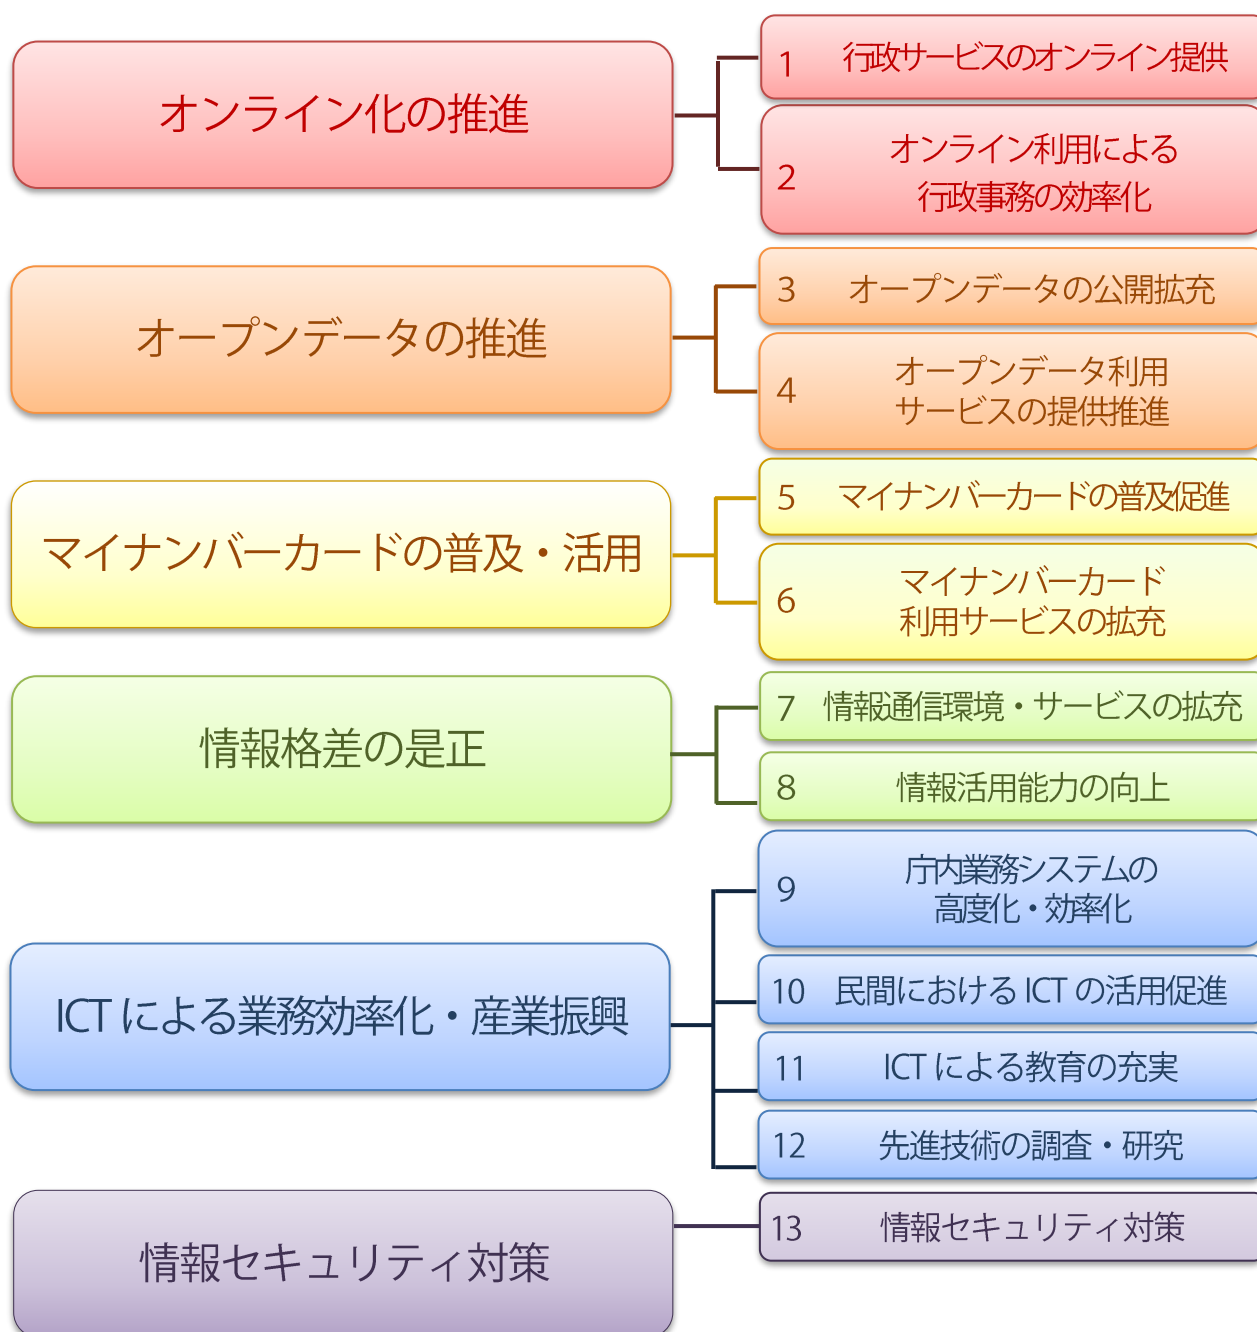 オンライン化の推進
1 行政サービスのオンライン提供
2 オンライン利用による
行政事務の効率化
オープンデータの推進
3 オープンデータの公開拡充
4 オープンデータ利用
サービスの提供推進
マイナンバーカードの普及・活用
5 マイナンバーカードの普及促進
6 マイナンバーカード
利用サービスの拡充
情報格差の是正
7 情報通信環境・サービスの拡充
8 情報活用能力の向上
ICTによる業務効率化・産業振興
9 庁内業務システムの
高度化・効率化
10 民間におけるICTの活用促進
11 ICTによる教育の充実
12 先進技術の調査・研究
情報セキュリティ対策
13 情報セキュリティ対策